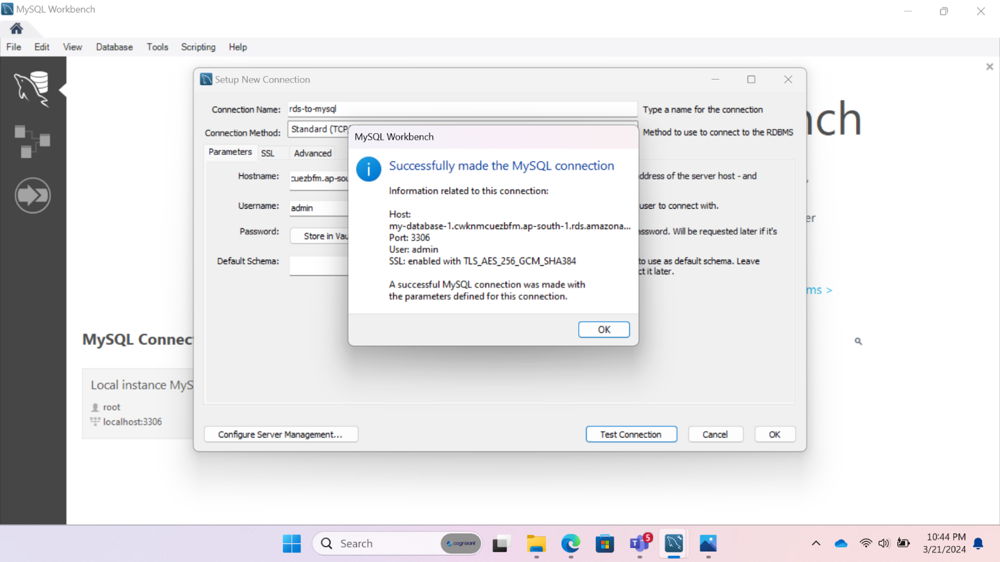 MySQL Workbench
File Edit View Database Tools Scripting Help
Setup New Connection
Connection Name: rds-to-mysql Type a name for the connection
Connection Method: Standard (TCP Method to use to connect to the RDBMS
nch
MySQL Workbench
Parameters SSL Advanced
Successfully made the MySQL connection
Hostname: cuezbfm.ap-sou address of the server host - and
Information related to this connection:
Username: admin user to connect with.
Host:
my-database-1.cwknmcuezbfm.ap-south-1.rds.amazona...
Password: Store in Vau assword. Will be requested later if it's
er
Port: 3306
User: admin
Default Schema: to use as default schema. Leave
SSL: enabled with TLS_AES_256_GCM_SHA384
ct it later.
A successful MySQL connection was made with
the parameters defined for this connection.
ms >
OK
MySQL Connec
Local instance MyS
root
localhost:3306
Configure Server Management... Test Connection Cancel OK
Search cognizant 5 10:44 PM
3/21/2024